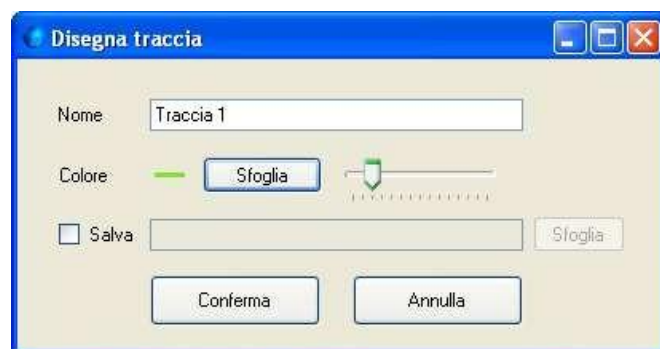 Disegna traccia
Nome Traccia 1
Colore Sfoglia
Salva Sfoglia
Conferma Annulla